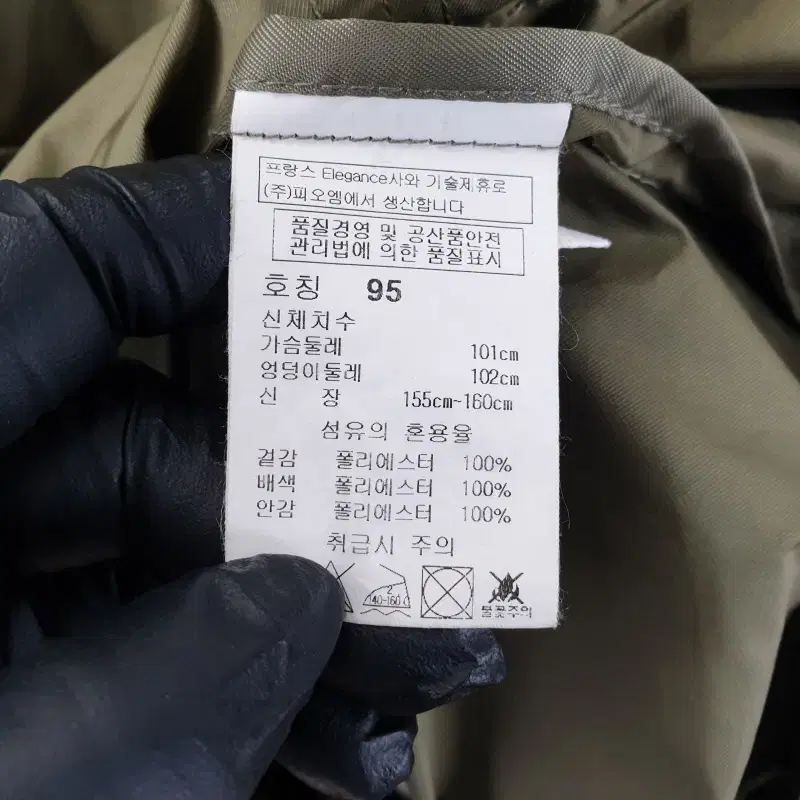 프랑스 Elegance사와 기술제휴로
(주)피오엠에서 생산합니다
품질경영 및 공산품안전
관리법에 의한 품질표시
호칭 95
신체치수
가슴둘레 101cm
엉덩이둘레 102cm
신 장 155cm~160cm
섬유의 혼용율
겉감 폴리에스터 100%
배색 폴리에스터 100%
안감 폴리에스터 100%
취급시 주의
2
140~160℃
불꽃주의